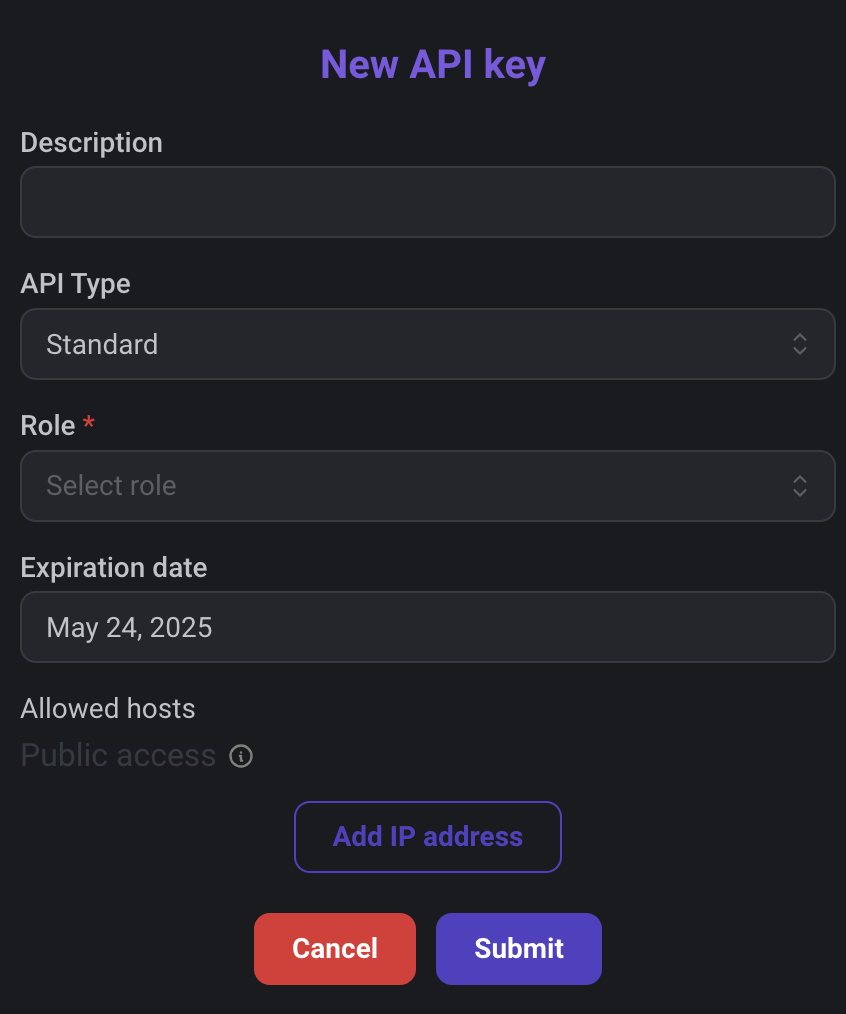 New API key
Description
API Type
Standard
Role *
Select role
Expiration date
May 24, 2025
Allowed hosts
Public access
Add IP address
Cancel Submit